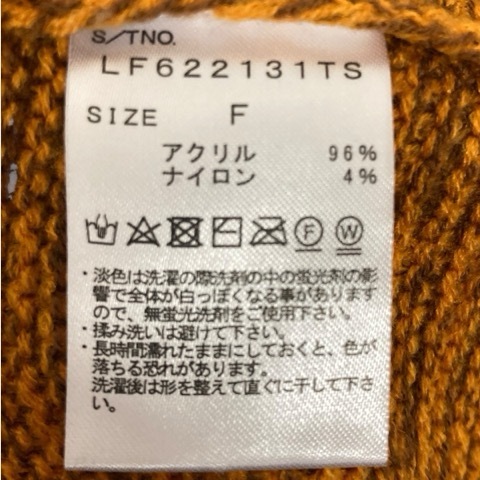 S/TNO.
LF622131TS
SIZE F
アクリル 96%
ナイロン 4%
F W
・淡色は洗濯の際洗剤の中の蛍光剤の影
響で全体が白っぽくなる事があります
ので、無蛍光洗剤をご使用下さい。
・揉み洗いは避けて下さい。
・長時間濡れたままにしておくと、色が
落ちる恐れがあります。
洗濯後は形を整えて直ぐに干して下さ
い。